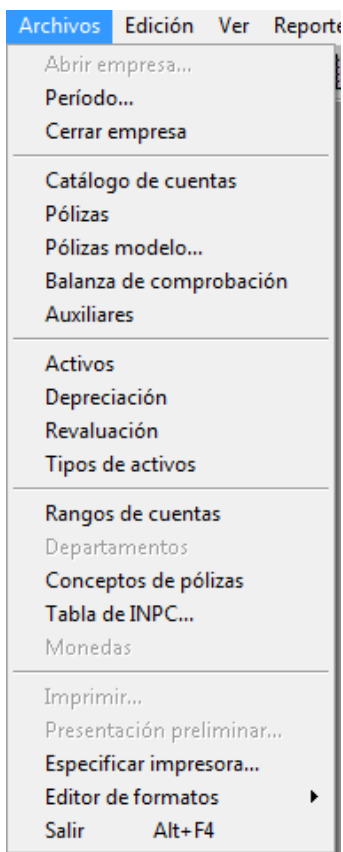 Archivos Edición Ver Reporte
Abrir empresa...
Período...
Cerrar empresa
Catálogo de cuentas
Pólizas
Pólizas modelo...
Balanza de comprobación
Auxiliares
Activos
Depreciación
Revaluación
Tipos de activos
Rangos de cuentas
Departamentos
Conceptos de pólizas
Tabla de INPC...
Monedas
Imprimir...
Presentación preliminar...
Especificar impresora...
Editor de formatos
Salir Alt+F4